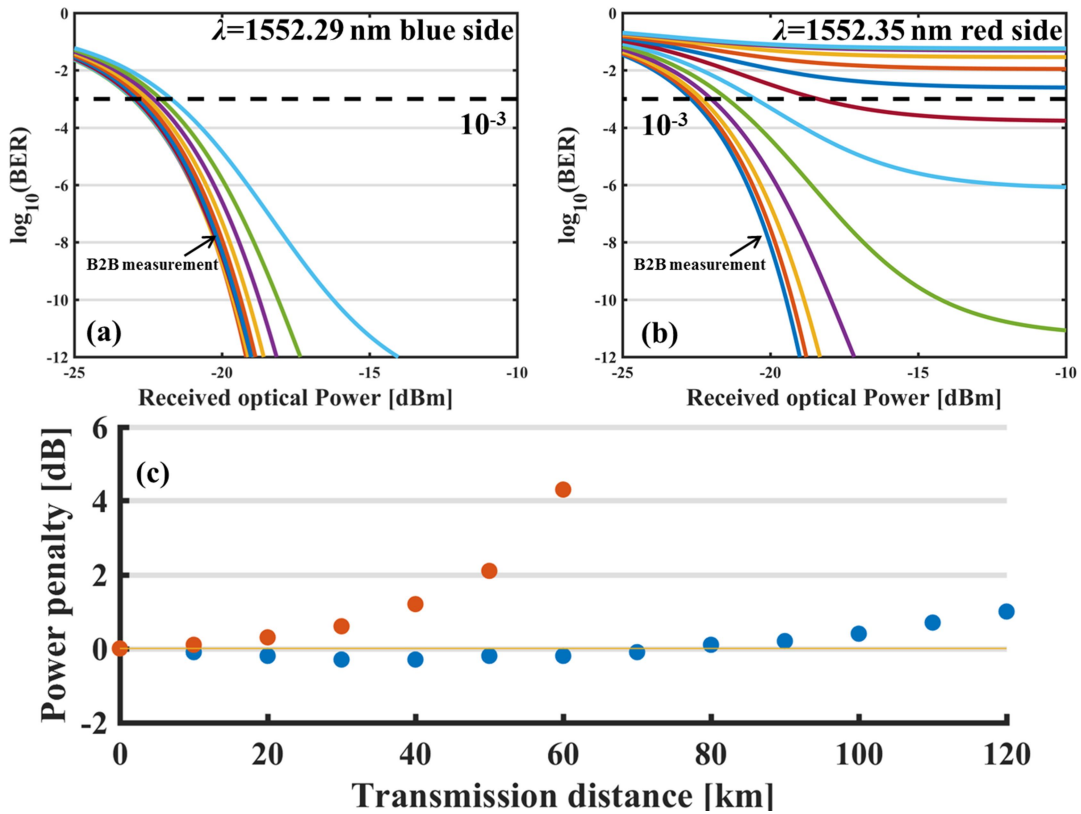 λ=1552.29 nm blue side
0
-2
-4
-6
-8
-10
-12
log10(BER)
10-3
B2B measurement
(a)
-25
-20
-15
-10
Received optical Power [dBm]
λ=1552.35 nm red side
0
-2
-4
-6
-8
-10
-12
log10(BER)
10-3
B2B measurement
(b)
-25
-20
-15
-10
Received optical Power [dBm]
6
4
2
0
-2
Power penalty [dB]
(c)
0
20
40
60
80
100
120
Transmission distance [km]